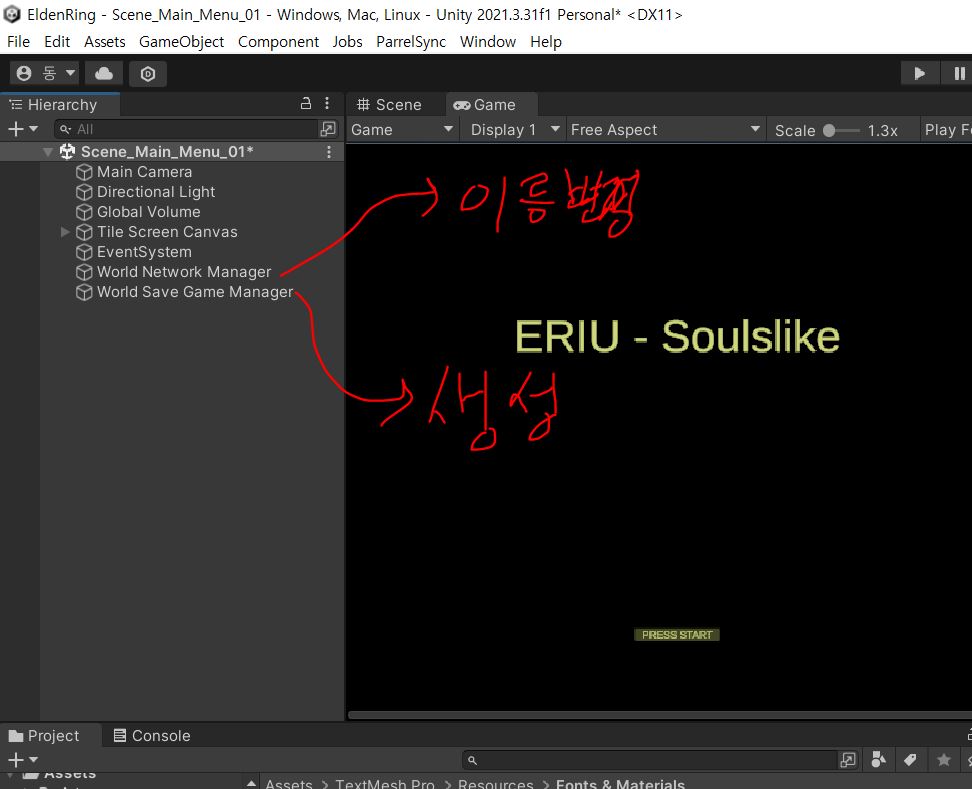 EldenRing - Scene_Main_Menu_01 - Windows, Mac, Linux - Unity 2021.3.31f1 Personal* <DX11>
File Edit Assets GameObject Component Jobs ParrelSync Window Help
동
Hierarchy
All
Scene_Main_Menu_01*
Main Camera
Directional Light
Global Volume
Tile Screen Canvas
EventSystem
World Network Manager
World Save Game Manager
Scene Game
Game Display 1 Free Aspect Scale 1.3x Play Fo
이름변경
ERIU - Soulslike
생성
PRESS START
Project Console
Assets
Assets > TextMesh Pro > Resources > Fonts & Materials